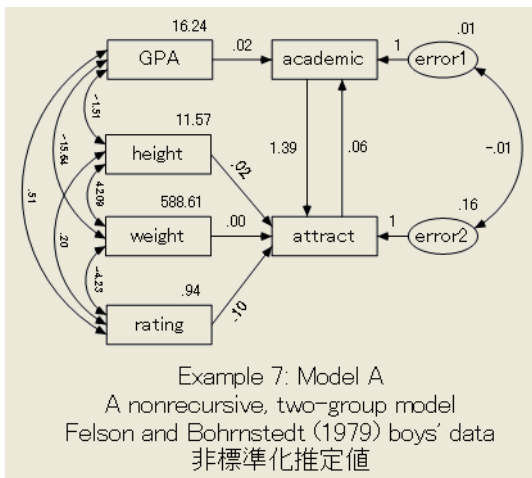 16.24
.01
GPA
.02
academic
1
error1
-1.51
11.57
-15.64
height
.02
1.39
.06
-.01
.51
42.09
588.61
.16
.20
weight
.00
attract
1
error2
-4.23
.94
rating
.10
Example 7: Model A
A nonrecursive, two-group model
Felson and Bohrnstedt (1979) boys' data
非標準化推定値